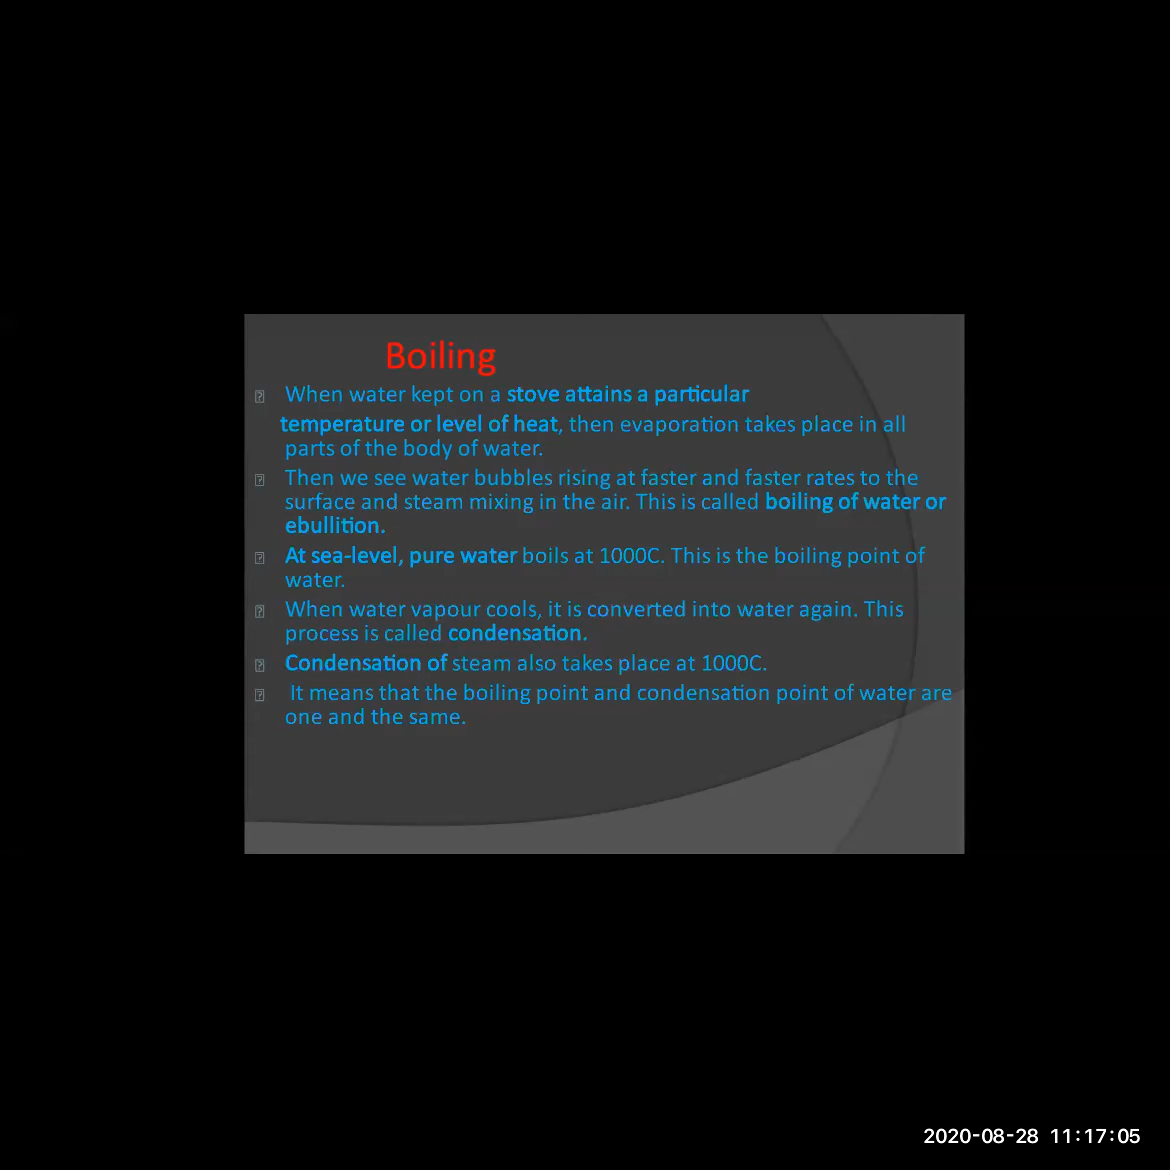 Boiling
When water kept on a stove attains a particular
temperature or level of heat, then evaporation takes place in all
parts of the body of water.
Then we see water bubbles rising at faster and faster rates to the
surface and steam mixing in the air. This is called boiling of water or
ebullition.
At sea-level, pure water boils at 1000C. This is the boiling point of
water.
When water vapour cools, it is converted into water again. This
process is called condensation.
Condensation of steam also takes place at 1000C.
It means that the boiling point and condensation point of water are
one and the same.
2020-08-28 11:17:05